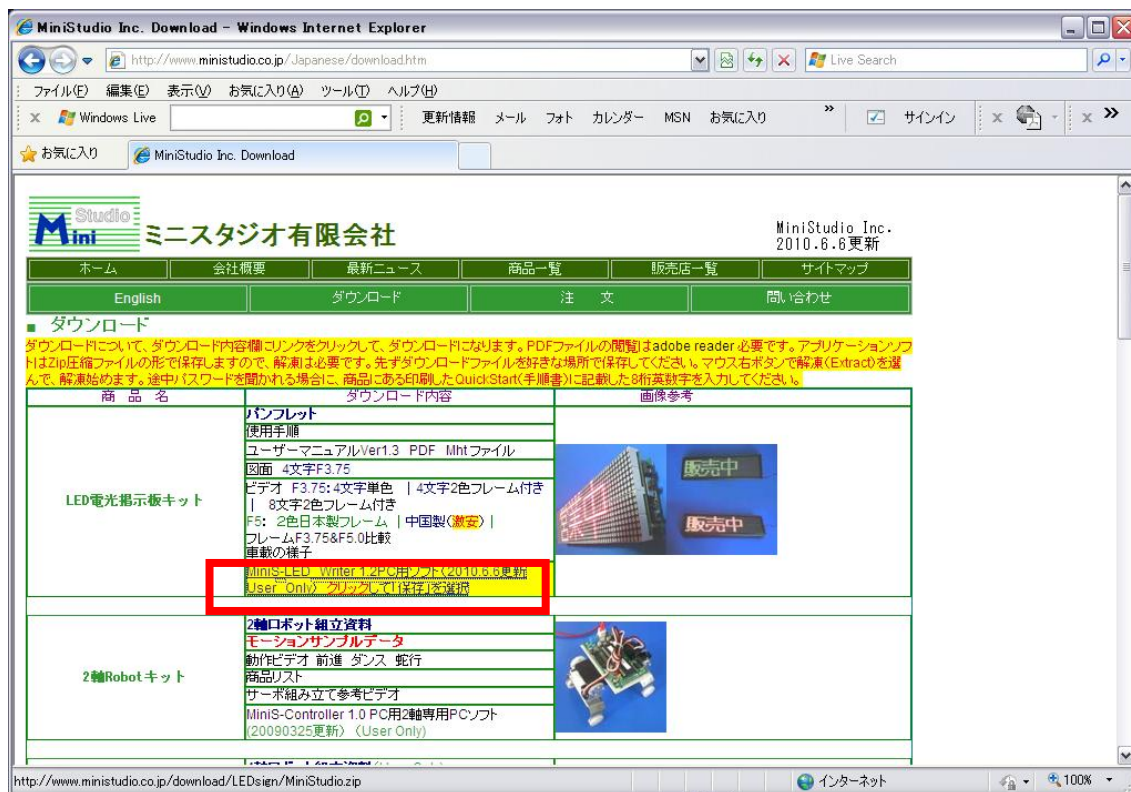 MiniStudio Inc. Download - Windows Internet Explorer
http://www.ministudio.co.jp/Japanese/download.htm
Live Search
ファイル(F) 編集(E) 表示(V) お気に入り(A) ツール(T) ヘルプ(H)
x Windows Live 更新情報 メール フォト カレンダー MSN お気に入り » サインイン x x »
お気に入り MiniStudio Inc. Download
Studio
Mini ミニスタジオ有限会社
MiniStudio Inc.
2010.6.6更新
ホーム 会社概要 最新ニュース 商品一覧 販売店一覧 サイトマップ
English ダウンロード 注 文 問い合わせ
■ ダウンロード
ダウンロードについて、ダウンロード内容欄にリンクをクリックして、ダウンロードになります。PDFファイルの閲覧はadobe reader 必要です。アプリケーションソフ
トはZip圧縮ファイルの形で保存しますので、解凍は必要です。先ずダウンロードファイルを好きな場所で保存してください。マウス右ボタンで解凍(Extract)を選
んで、解凍始めます。途中パスワードを聞かれる場合に、商品にある印刷したQuickStart(手順書)に記載した8桁英数字を入力してください。
商 品 名 ダウンロード内容 画像参考
LED電光掲示板キット
パンフレット
使用手順
ユーザーマニュアルVer1.3 PDF Mhtファイル
図面 4文字F3.75
ビデオ F3.75:4文字単色 | 4文字2色フレーム付き
| 8文字2色フレーム付き
F5: 2色日本製フレーム | 中国製(激安) |
フレームF3.75&F5.0比較
車載の様子
MiniS-LED Writer 1.2PC用ソフト(2010.6.6更新
User Only) クリックして「保存」を選択
販売中
販売中
2軸Robotキット
2軸ロボット組立資料
モーションサンプルデータ
動作ビデオ 前進 ダンス 蛇行
商品リスト
サーボ組み立て参考ビデオ
MiniS-Controller 1.0 PC用2軸専用PCソフト
(20090325更新) (User Only)
http://www.ministudio.co.jp/download/LEDsign/MiniStudio.zip インターネット 100%